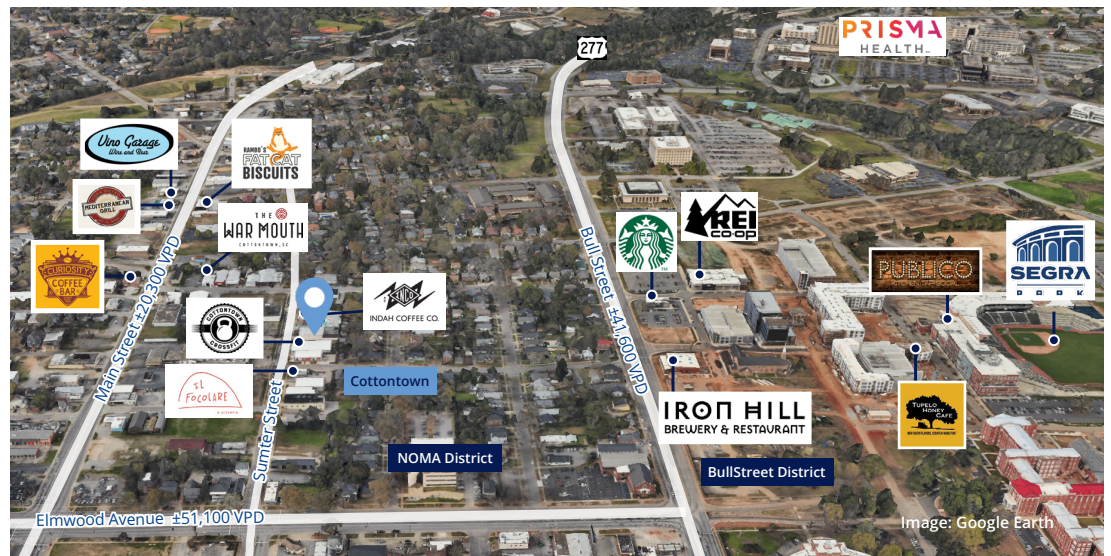 277
PRISMA
HEALTH
Vino Garage
Wine and Beer
RAMBO'S
FAT CAT
BISCUITS
MEDITERRANEAN
GRILL
THE
WAR MOUTH
COTTONTOWN, SC
CURIOSITY
COFFEE
BAR
Main Street ±20,300 VPD
COTTONTOWN
CROSSFIT
INDAH COFFEE CO.
IL
FOCOLARE
Sumter Street
Cottontown
NOMA District
Elmwood Avenue ±51,100 VPD
Bull Street ±41,600 VPD
REI
CO-OP
PUBLICO
SEGRA
PARK
IRON HILL
BREWERY & RESTAURANT
TUPELO
HONEY
CAFE
BullStreet District
Image: Google Earth